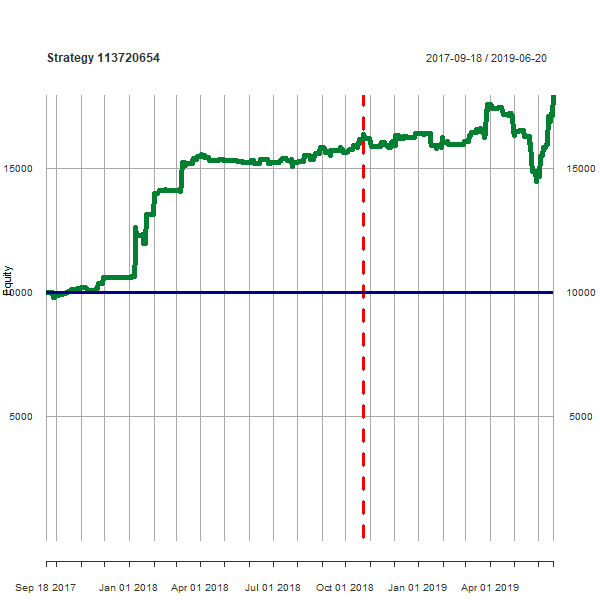 Strategy 113720654
2017-09-18 / 2019-06-20
15000
15000
Equity
10000
10000
5000
5000
Sep 18 2017
Jan 01 2018
Apr 01 2018
Jul 01 2018
Oct 01 2018
Jan 01 2019
Apr 01 2019